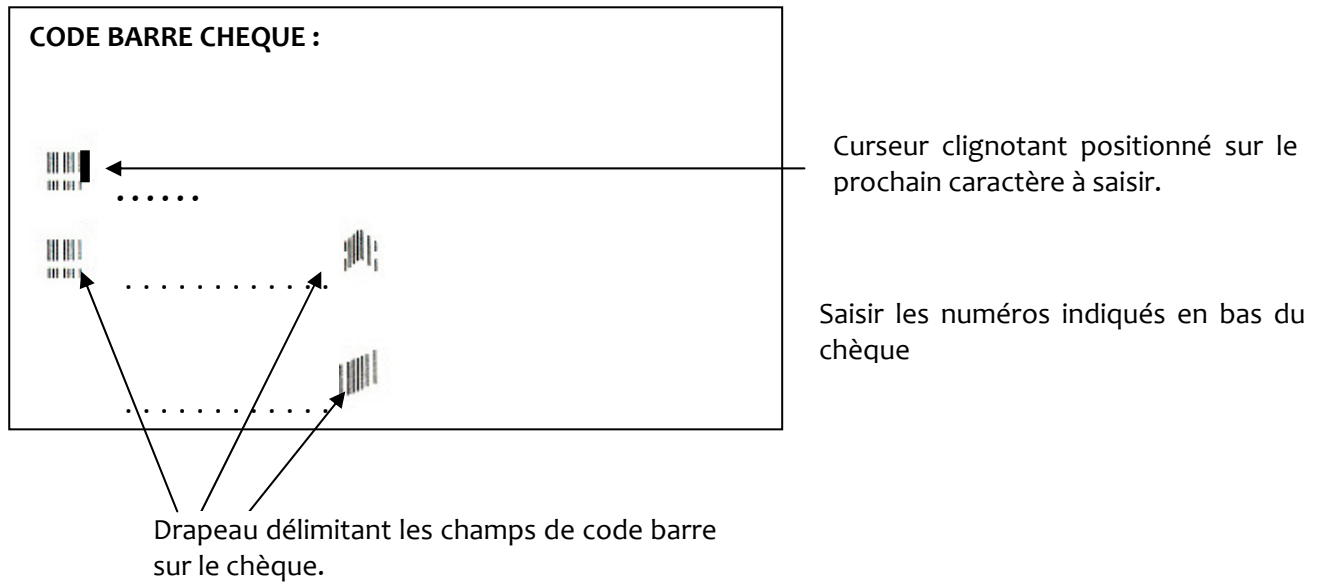 CODE BARRE CHEQUE :
Curseur clignotant positionné sur le
prochain caractère à saisir.
. . . . . .
. . . . . . . . . . . .
Saisir les numéros indiqués en bas du
chèque
. . . . . . . . . . . .
Drapeau délimitant les champs de code barre
sur le chèque.